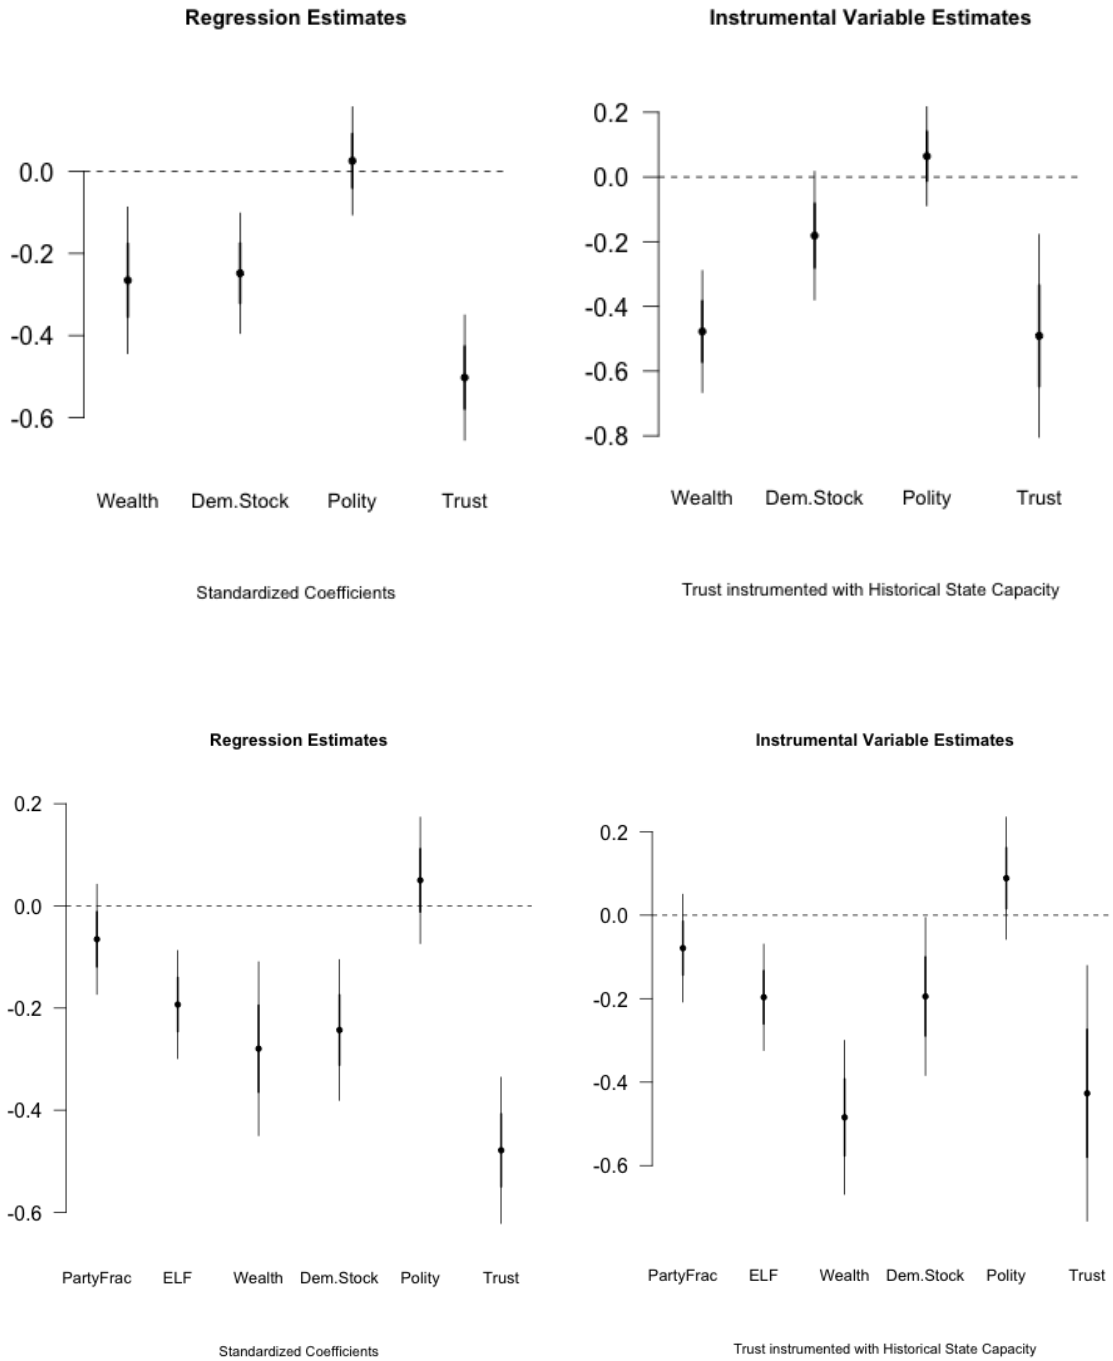 Regression Estimates
0.0
-0.2
-0.4
-0.6
Wealth Dem.Stock Polity Trust
Standardized Coefficients
Instrumental Variable Estimates
0.2
0.0
-0.2
-0.4
-0.6
-0.8
Wealth Dem.Stock Polity Trust
Trust instrumented with Historical State Capacity
Regression Estimates
0.2
0.0
-0.2
-0.4
-0.6
PartyFrac ELF Wealth Dem.Stock Polity Trust
Standardized Coefficients
Instrumental Variable Estimates
0.2
0.0
-0.2
-0.4
-0.6
PartyFrac ELF Wealth Dem.Stock Polity Trust
Trust instrumented with Historical State Capacity